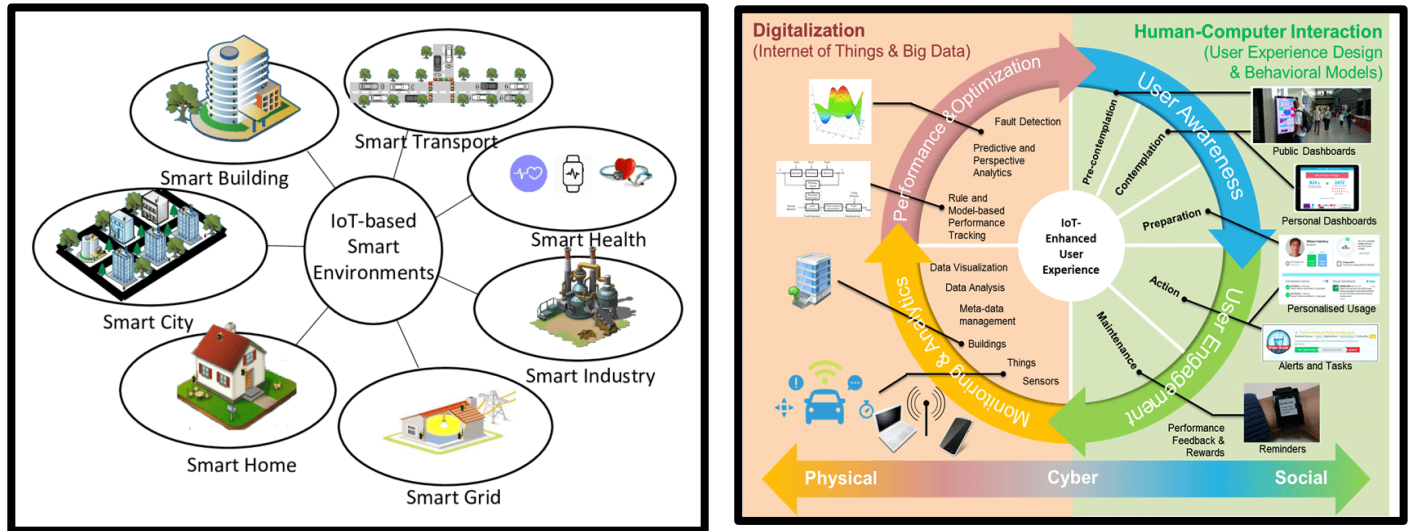 Smart Transport
Smart Building
Smart Health
IoT-based
Smart
Environments
Smart City
Smart Industry
Smart Home
Smart Grid
Digitalization
(Internet of Things & Big Data)
Human-Computer Interaction
(User Experience Design
& Behavioral Models)
Performance & Optimization
User Awareness
User Engagement
Monitoring & Analytics
Fault Detection
Predictive and
Perspective
Analytics
Rule and
Model-based
Performance
Tracking
Data Visualization
Data Analysis
Meta-data
management
Buildings
Things
Sensors
IoT-
Enhanced
User
Experience
Pre-contemplation
Contemplation
Preparation
Action
Maintenance
Public Dashboards
Personal Dashboards
Personalised Usage
Alerts and Tasks
Performance
Feedback &
Rewards
Reminders
Physical
Cyber
Social